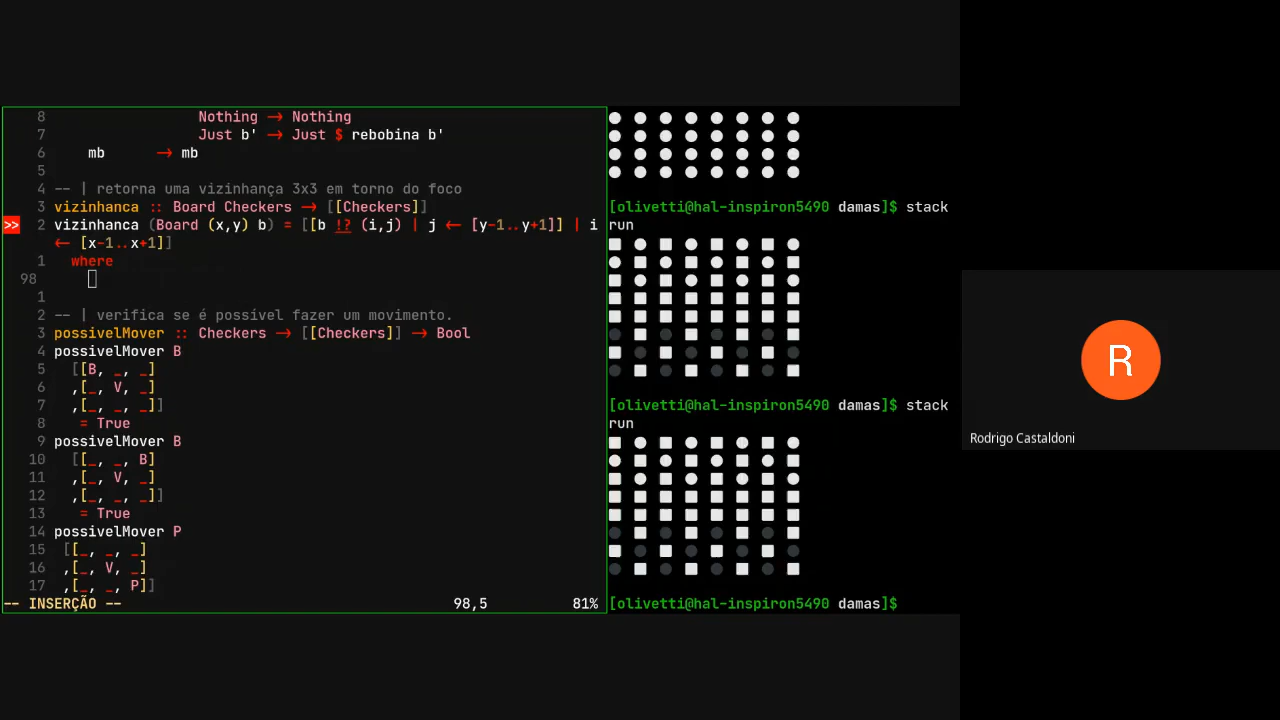 8 Nothing → Nothing
7 Just b' → Just $ rebobina b'
6 mb → mb
5
4 -- | retorna uma vizinhança 3x3 em torno do foco
3 vizinhanca :: Board Checkers → [[Checkers]]
>> 2 vizinhanca (Board (x,y) b) = [[b !? (i,j) | j ← [y-1..y+1]] | i
← [x-1..x+1]]
1 where
98
1
2 -- | verifica se é possível fazer um movimento.
3 possivelMover :: Checkers → [[Checkers]] → Bool
4 possivelMover B
5 [[B, _, _]
6 ,[_, V, _]
7 ,[_, _, _]]
8 = True
9 possivelMover B
10 [[_, _, B]
11 ,[_, V, _]
12 ,[_, _, _]]
13 = True
14 possivelMover P
15 [[_, _, _]
16 ,[_, V, _]
17 ,[_, _, P]]
-- INSERÇÃO -- 98,5 81%
[olivetti@hal-inspiron5490 damas]$ stack
run
[olivetti@hal-inspiron5490 damas]$ stack
run
[olivetti@hal-inspiron5490 damas]$
R
Rodrigo Castaldoni